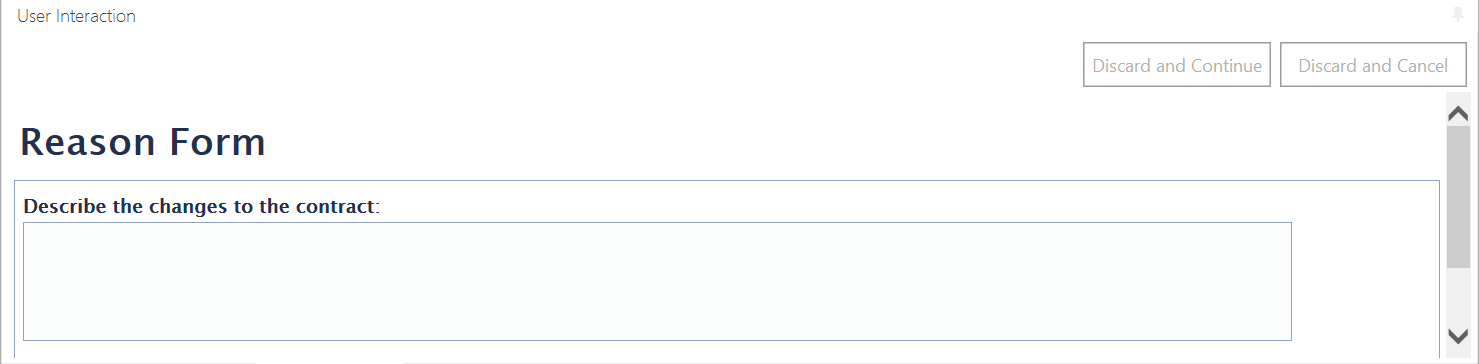 User Interaction
Discard and Continue
Discard and Cancel
Reason Form
Describe the changes to the contract: